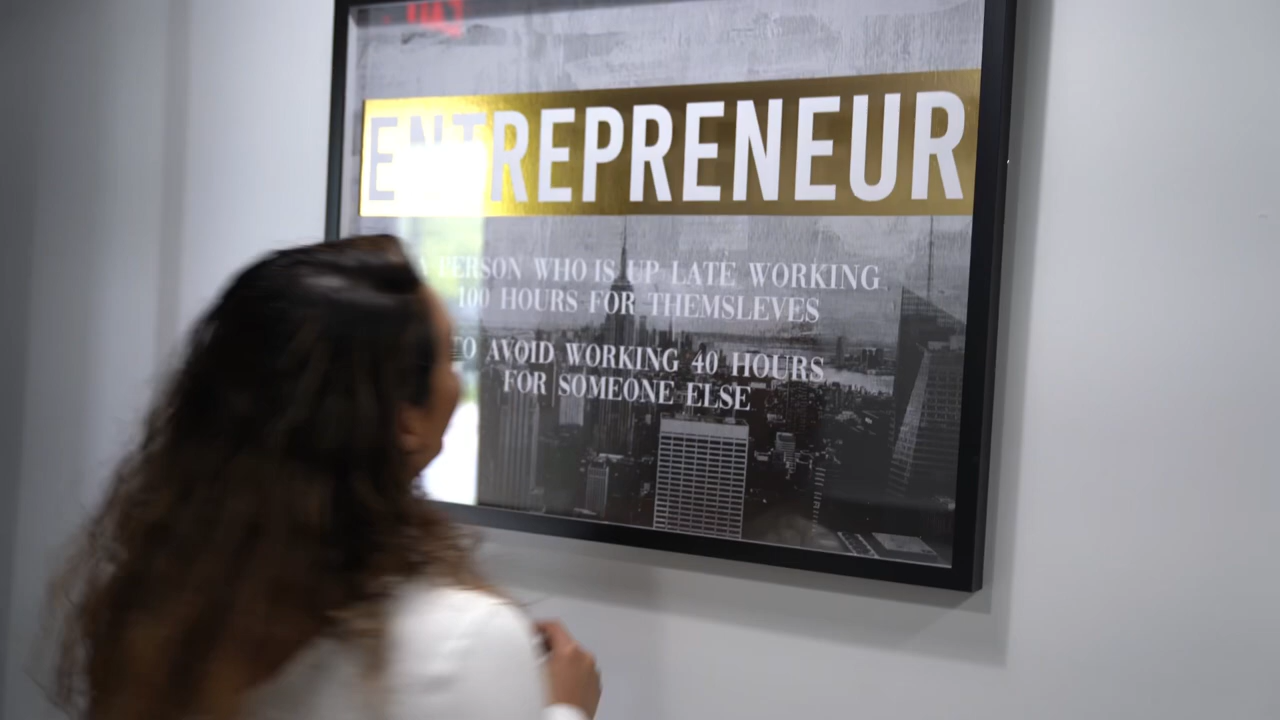 ENTREPRENEUR
A PERSON WHO IS UP LATE WORKING
100 HOURS FOR THEMSLEVES
TO AVOID WORKING 40 HOURS
FOR SOMEONE ELSE